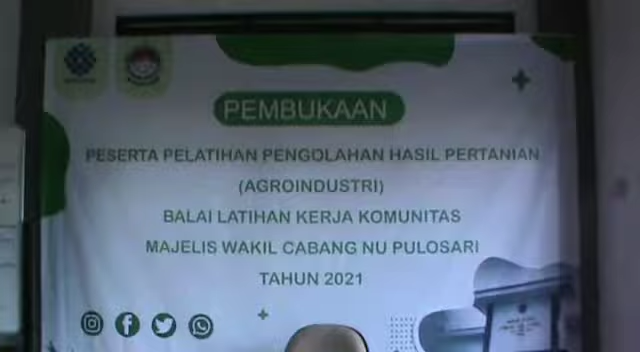 PEMBUKAAN
PESERTA PELATIHAN PENGOLAHAN HASIL PERTANIAN
(AGROINDUSTRI)
BALAI LATIHAN KERJA KOMUNITAS
MAJELIS WAKIL CABANG NU PULOSARI
TAHUN 2021